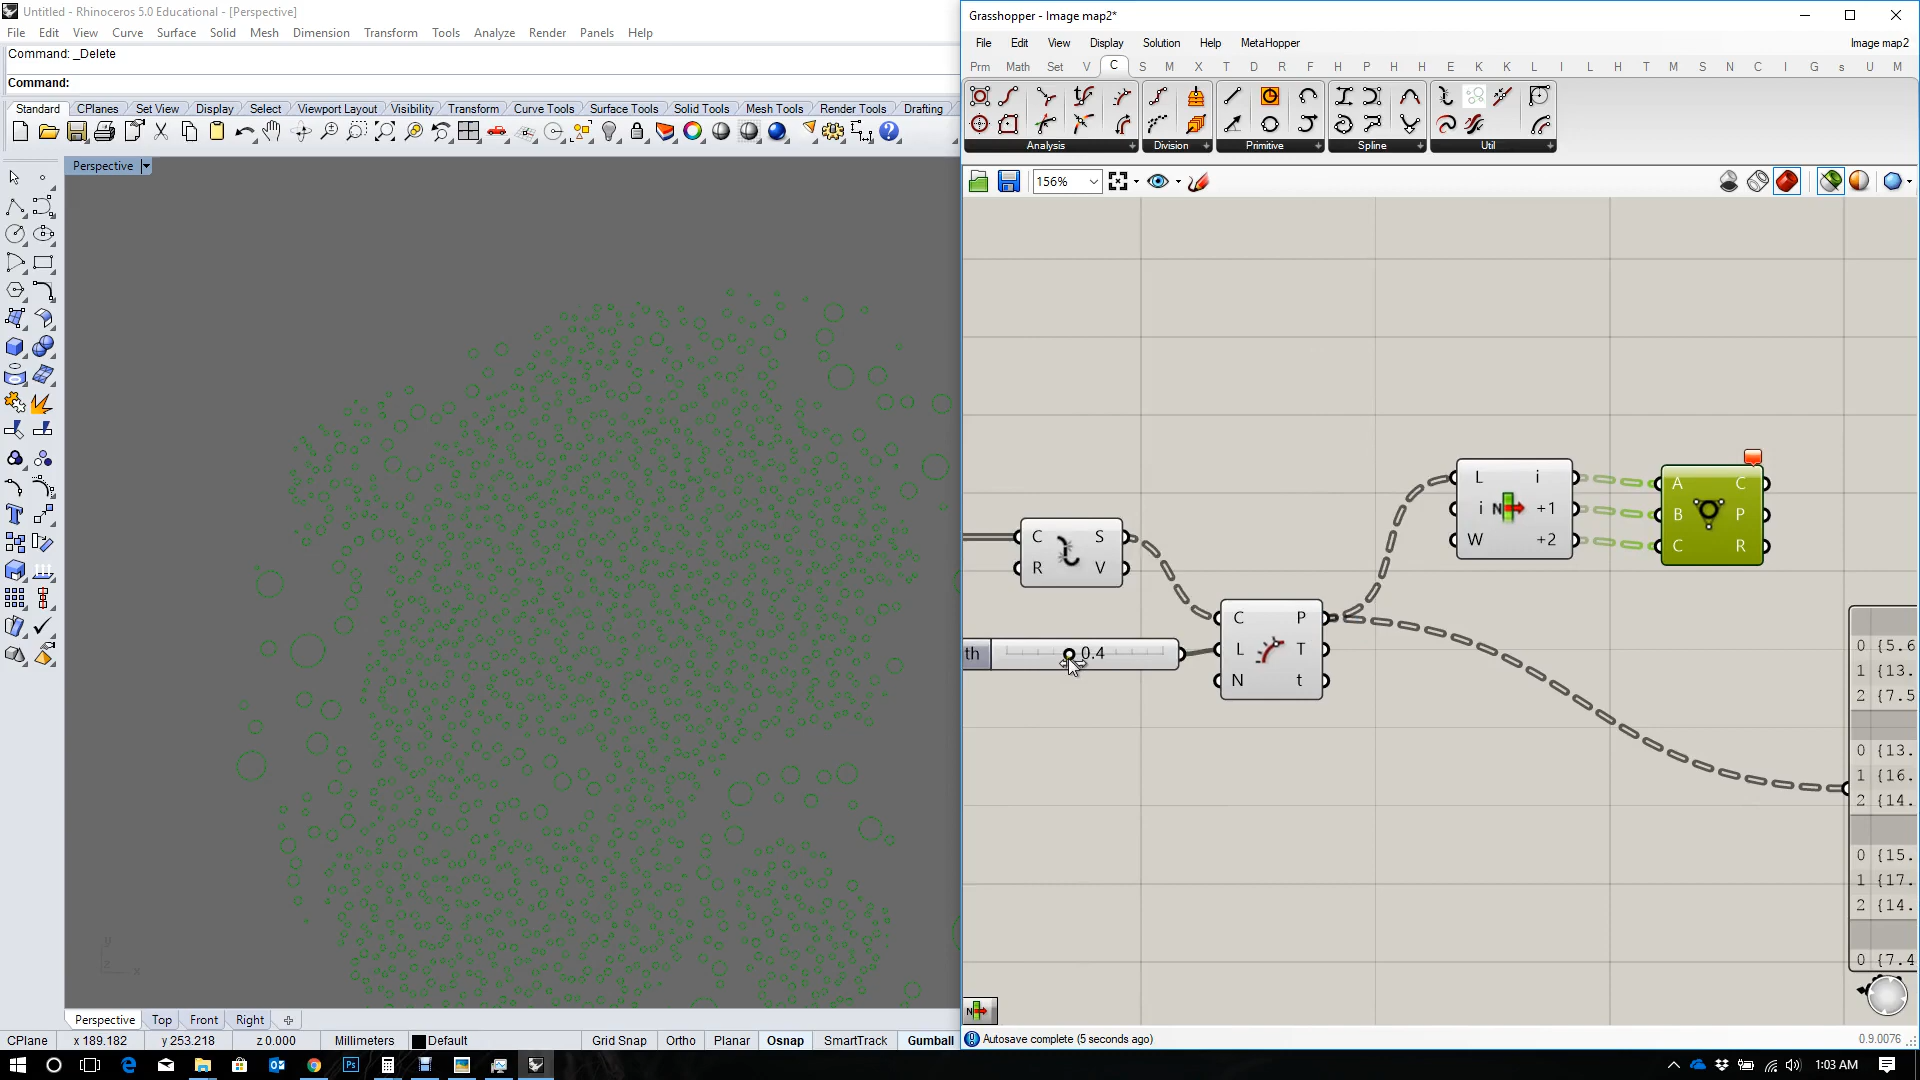 Untitled - Rhinoceros 5.0 Educational - [Perspective]
File Edit View Curve Surface Solid Mesh Dimension Transform Tools Analyze Render Panels Help
Command: _Delete
Command:
Standard CPlanes Set View Display Select Viewport Layout Visibility Transform Curve Tools Surface Tools Solid Tools Mesh Tools Render Tools Drafting
Perspective
y
z x
Perspective Top Front Right
CPlane x 189.182 y 253.218 z 0.000 Millimeters Default Grid Snap Ortho Planar Osnap SmartTrack Gumball
Grasshopper - Image map2*
File Edit View Display Solution Help MetaHopper Image map2
Prm Math Set V C S M X T D R F H P H H E K K L I L H T M S N C I G s U M
Analysis Division Primitive Spline Util
156%
C S
R V
th 0.4
C P
L T
N t
L i
i N +1
W +2
A C
B P
C R
0 {5.6
1 {13.
2 {7.5
0 {13.
1 {16.
2 {14.
0 {15.
1 {17.
2 {14.
0 {7.4
N
Autosave complete (5 seconds ago) 0.9.0076
1:03 AM